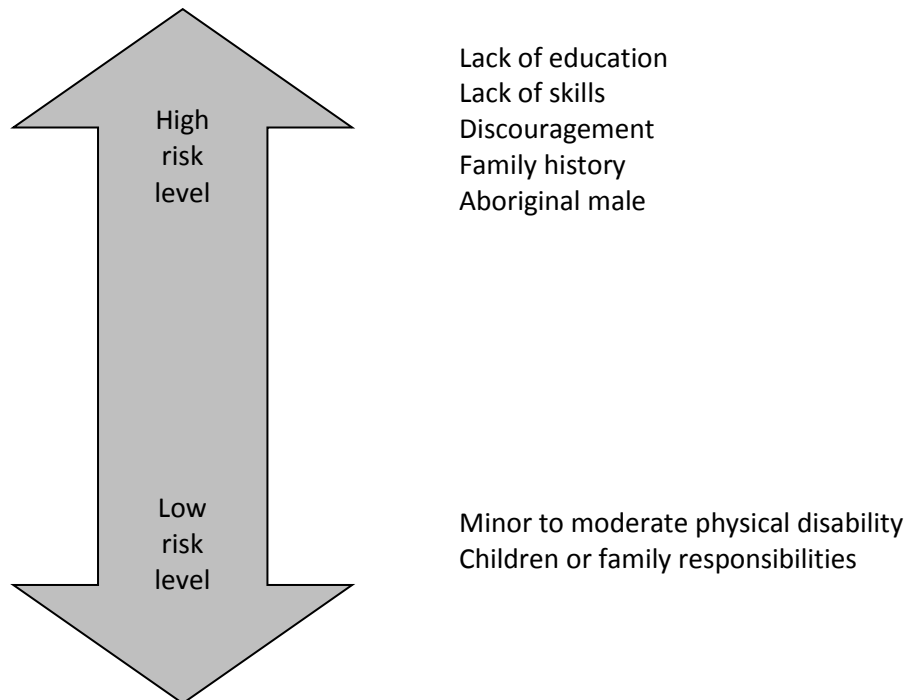 High
risk
level
Lack of education
Lack of skills
Discouragement
Family history
Aboriginal male
Low
risk
level
Minor to moderate physical disability
Children or family responsibilities